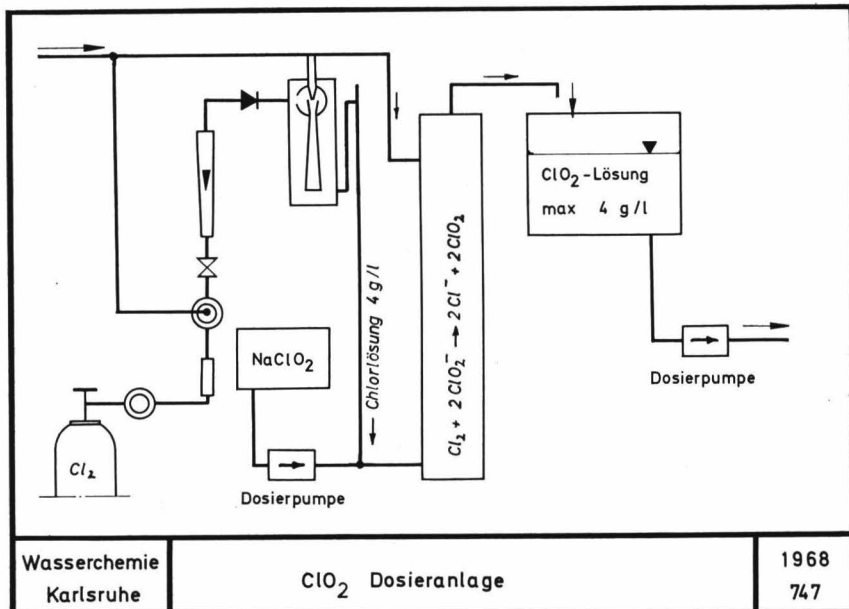 ClO₂-Lösung
max 4 g/l
Chlorlösung 4 g/l
Cl₂ + 2 ClO₂⁻ → 2 Cl⁻ + 2 ClO₂
NaClO₂
Dosierpumpe
Cl₂
Dosierpumpe
Wasserchemie
Karlsruhe
ClO₂ Dosieranlage
1968
747